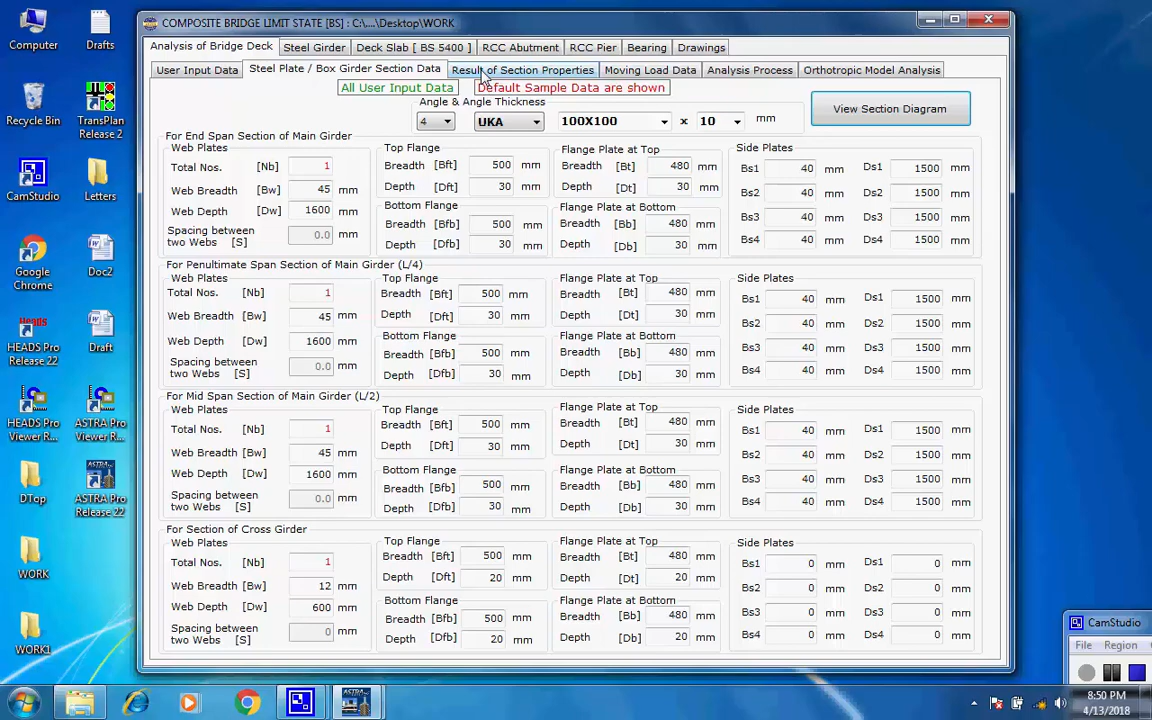 COMPOSITE BRIDGE LIMIT STATE [BS] : C:\...\Desktop\WORK
Analysis of Bridge Deck Steel Girder Deck Slab [ BS 5400 ] RCC Abutment RCC Pier Bearing Drawings
User Input Data Steel Plate / Box Girder Section Data Result of Section Properties Moving Load Data Analysis Process Orthotropic Model Analysis
All User Input Data Default Sample Data are shown
Angle & Angle Thickness
4 UKA 100X100 x 10 mm
View Section Diagram
For End Span Section of Main Girder
Web Plates Top Flange Flange Plate at Top Side Plates
Total Nos. [Nb] 1 Breadth [Bft] 500 mm Breadth [Bt] 480 mm Bs1 40 mm Ds1 1500 mm
Web Breadth [Bw] 45 mm Depth [Dft] 30 mm Depth [Dt] 30 mm Bs2 40 mm Ds2 1500 mm
Web Depth [Dw] 1600 mm Bottom Flange Flange Plate at Bottom Bs3 40 mm Ds3 1500 mm
Breadth [Bfb] 500 mm Breadth [Bb] 480 mm
Spacing between two Webs [S] 0.0 mm Depth [Dfb] 30 mm Depth [Db] 30 mm Bs4 40 mm Ds4 1500 mm
For Penultimate Span Section of Main Girder (L/4)
Web Plates Top Flange Flange Plate at Top Side Plates
Total Nos. [Nb] 1 Breadth [Bft] 500 mm Breadth [Bt] 480 mm Bs1 40 mm Ds1 1500 mm
Web Breadth [Bw] 45 mm Depth [Dft] 30 mm Depth [Dt] 30 mm Bs2 40 mm Ds2 1500 mm
Web Depth [Dw] 1600 mm Bottom Flange Flange Plate at Bottom Bs3 40 mm Ds3 1500 mm
Breadth [Bfb] 500 mm Breadth [Bb] 480 mm
Spacing between two Webs [S] 0.0 mm Depth [Dfb] 30 mm Depth [Db] 30 mm Bs4 40 mm Ds4 1500 mm
For Mid Span Section of Main Girder (L/2)
Web Plates Top Flange Flange Plate at Top Side Plates
Total Nos. [Nb] 1 Breadth [Bft] 500 mm Breadth [Bt] 480 mm Bs1 40 mm Ds1 1500 mm
Web Breadth [Bw] 45 mm Depth [Dft] 30 mm Depth [Dt] 30 mm Bs2 40 mm Ds2 1500 mm
Web Depth [Dw] 1600 mm Bottom Flange Flange Plate at Bottom Bs3 40 mm Ds3 1500 mm
Breadth [Bfb] 500 mm Breadth [Bb] 480 mm
Spacing between two Webs [S] 0.0 mm Depth [Dfb] 30 mm Depth [Db] 30 mm Bs4 40 mm Ds4 1500 mm
For Section of Cross Girder
Web Plates Top Flange Flange Plate at Top Side Plates
Total Nos. [Nb] 1 Breadth [Bft] 500 mm Breadth [Bt] 480 mm Bs1 0 mm Ds1 0 mm
Web Breadth [Bw] 12 mm Depth [Dft] 20 mm Depth [Dt] 20 mm Bs2 0 mm Ds2 0 mm
Web Depth [Dw] 600 mm Bottom Flange Flange Plate at Bottom Bs3 0 mm Ds3 0 mm
Breadth [Bfb] 500 mm Breadth [Bb] 480 mm
Spacing between two Webs [S] 0 mm Depth [Dfb] 20 mm Depth [Db] 20 mm Bs4 0 mm Ds4 0 mm
Computer Drafts
Recycle Bin TransPlan Release 2
CamStudio Letters
Google Chrome Doc2
HEADS
HEADS Pro Release 22 Draft
HEADS Pro Viewer R... ASTRA Pro Viewer R...
DTop ASTRA Pro Release 22
WORK
WORK1
CamStudio
File Region
8:50 PM
4/13/2018